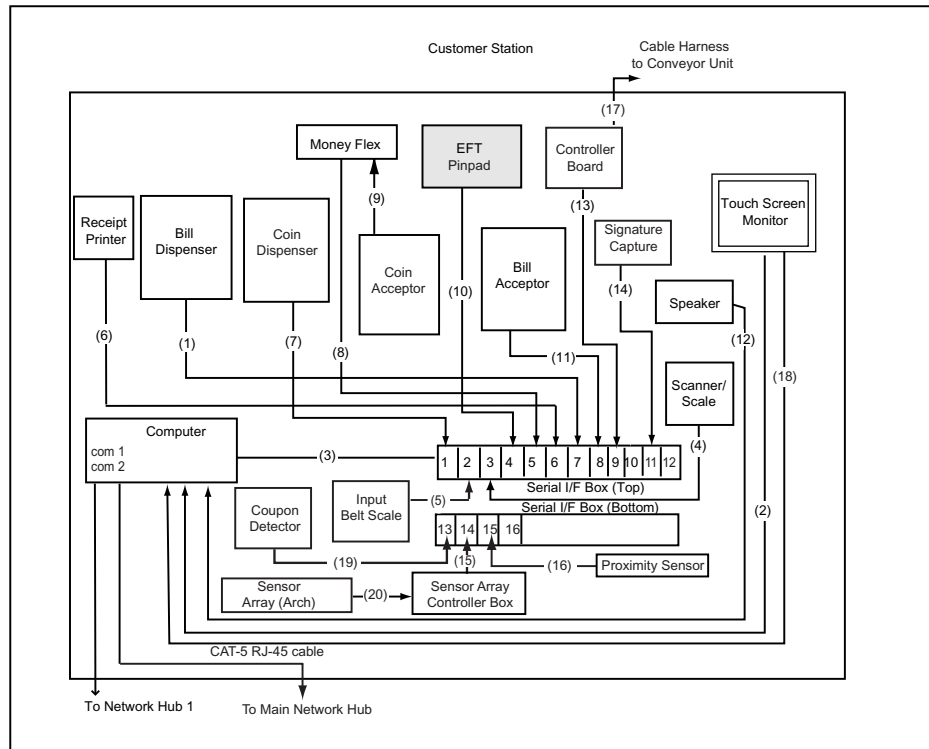 Customer Station
Cable Harness
to Conveyor Unit
(17)
Money Flex
EFT
Pinpad
Controller
Board
(9)
(13)
Touch Screen
Monitor
Receipt
Printer
Bill
Dispenser
Coin
Dispenser
Signature
Capture
Coin
Acceptor
Bill
Acceptor
(10)
(14)
Speaker
(6)
(1)
(7)
(8)
(11)
(12)
(18)
Scanner/
Scale
Computer
com 1
com 2
(3)
(4)
1 2 3 4 5 6 7 8 9 10 11 12
Serial I/F Box (Top)
(5)
Input
Belt Scale
Coupon
Detector
Serial I/F Box (Bottom)
(2)
13 14 15 16
(19)
(15)
(16)
Proximity Sensor
Sensor
Array (Arch)
(20)
Sensor Array
Controller Box
CAT-5 RJ-45 cable
To Network Hub 1
To Main Network Hub